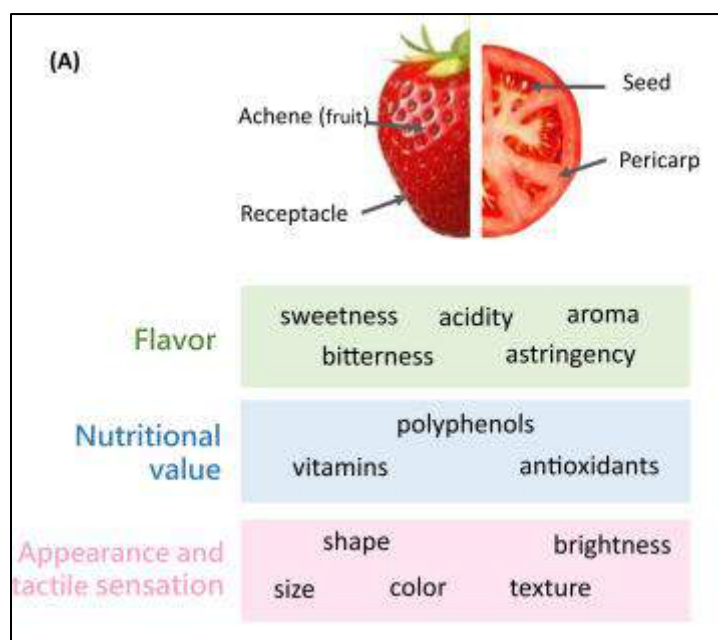 (A)
Seed
Achene (fruit)
Pericarp
Receptacle
Flavor
sweetness acidity aroma
bitterness astringency
Nutritional
value
polyphenols
vitamins antioxidants
Appearance and
tactile sensation
shape brightness
size color texture